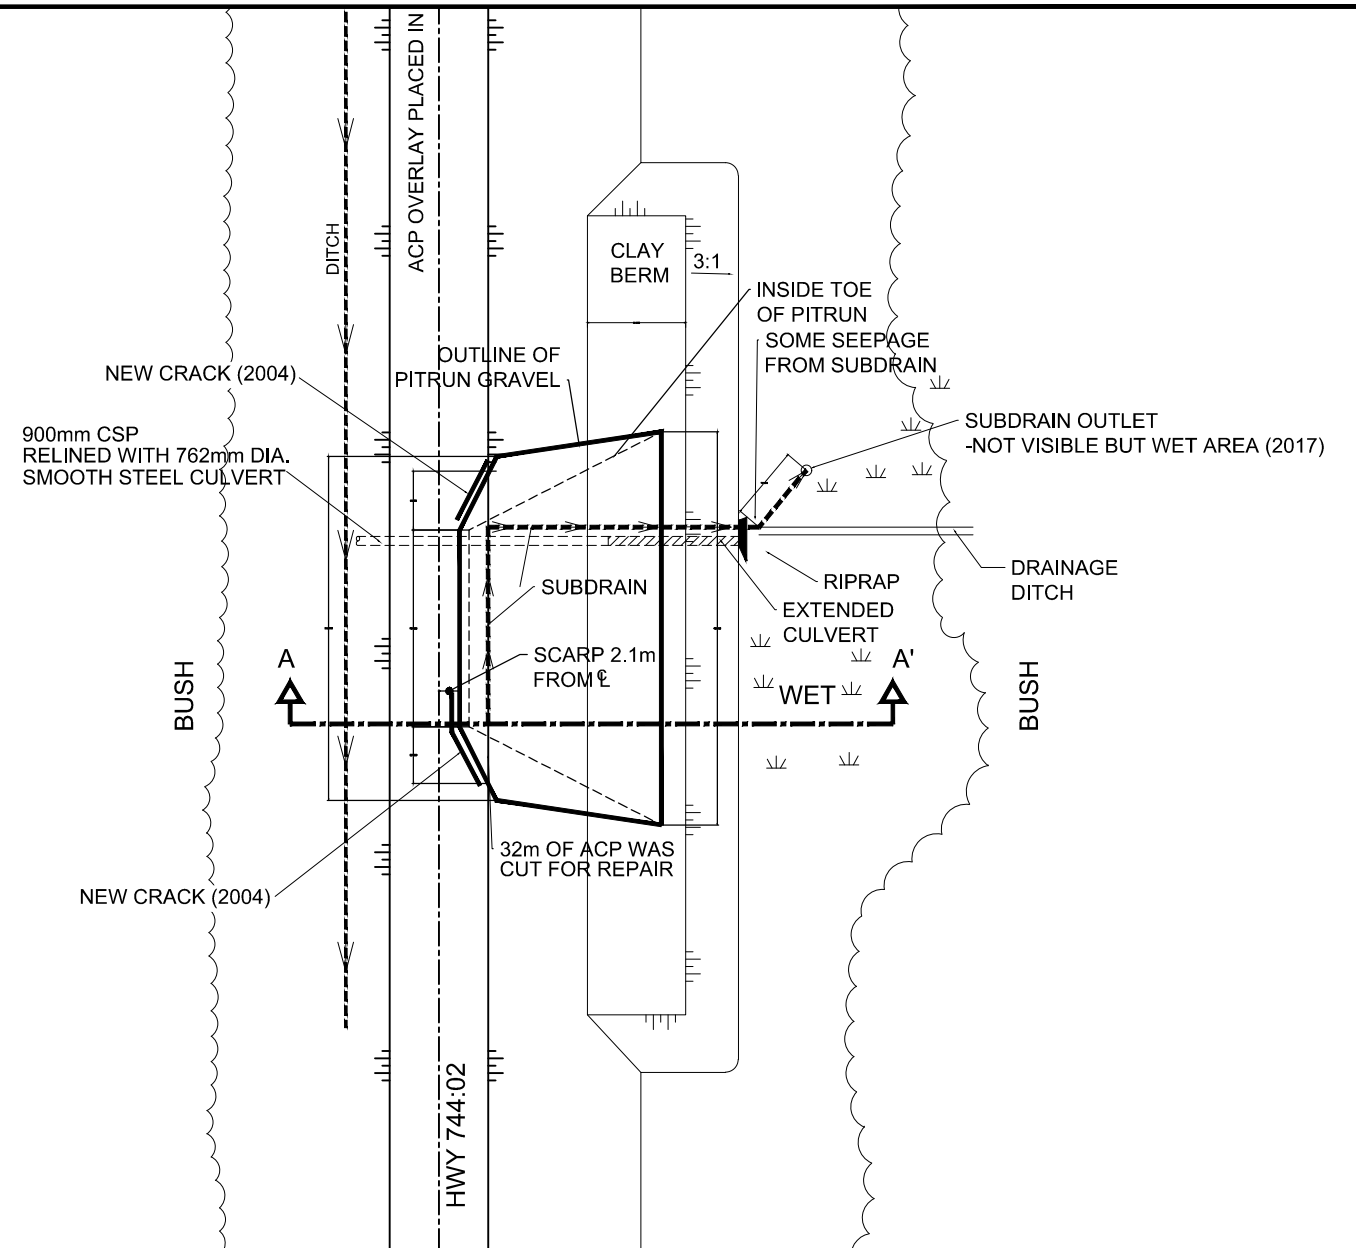 ACP OVERLAY PLACED IN
DITCH
CLAY
BERM
3:1
INSIDE TOE
OF PITRUN
SOME SEEPAGE
FROM SUBDRAIN
OUTLINE OF
PITRUN GRAVEL
NEW CRACK (2004)
900mm CSP
RELINED WITH 762mm DIA.
SMOOTH STEEL CULVERT
SUBDRAIN OUTLET
-NOT VISIBLE BUT WET AREA (2017)
DRAINAGE
DITCH
RIPRAP
SUBDRAIN
EXTENDED
CULVERT
SCARP 2.1m
FROM ℄
A
A'
BUSH
WET
BUSH
32m OF ACP WAS
CUT FOR REPAIR
NEW CRACK (2004)
HWY 744:02